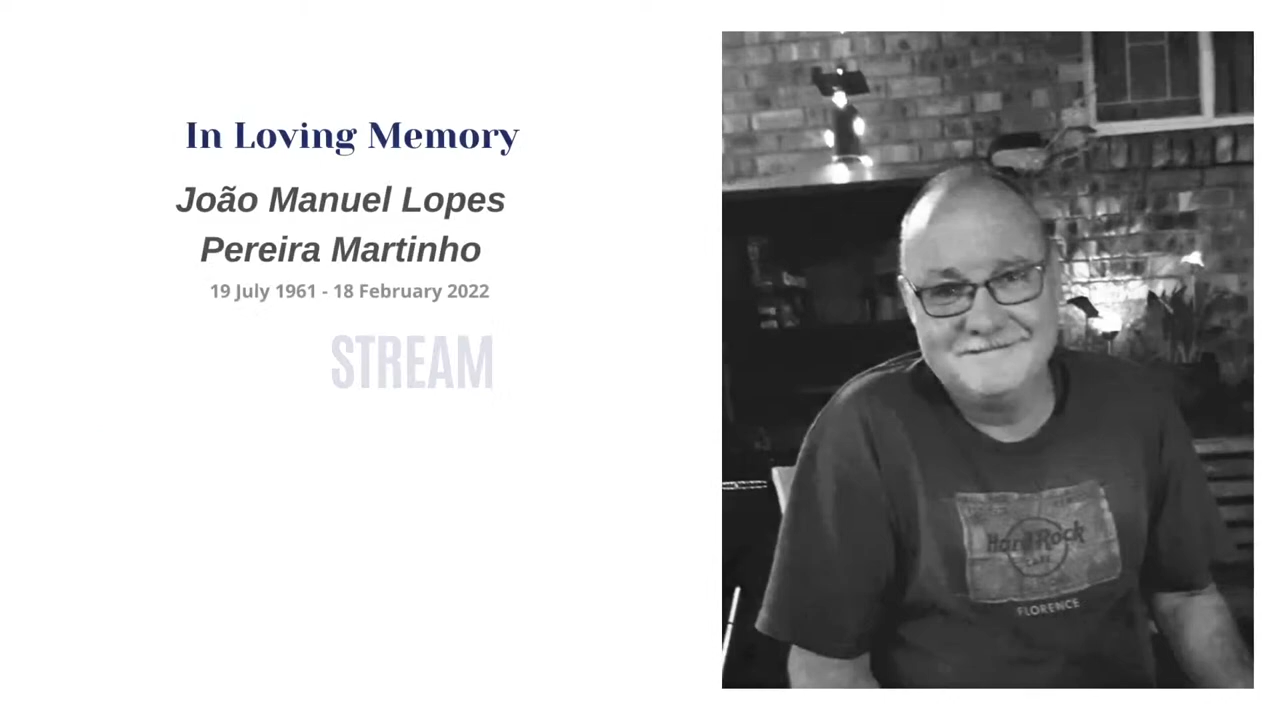 In Loving Memory
João Manuel Lopes
Pereira Martinho
19 July 1961 - 18 February 2022
STREAM
Hard Rock
CAFE
FLORENCE